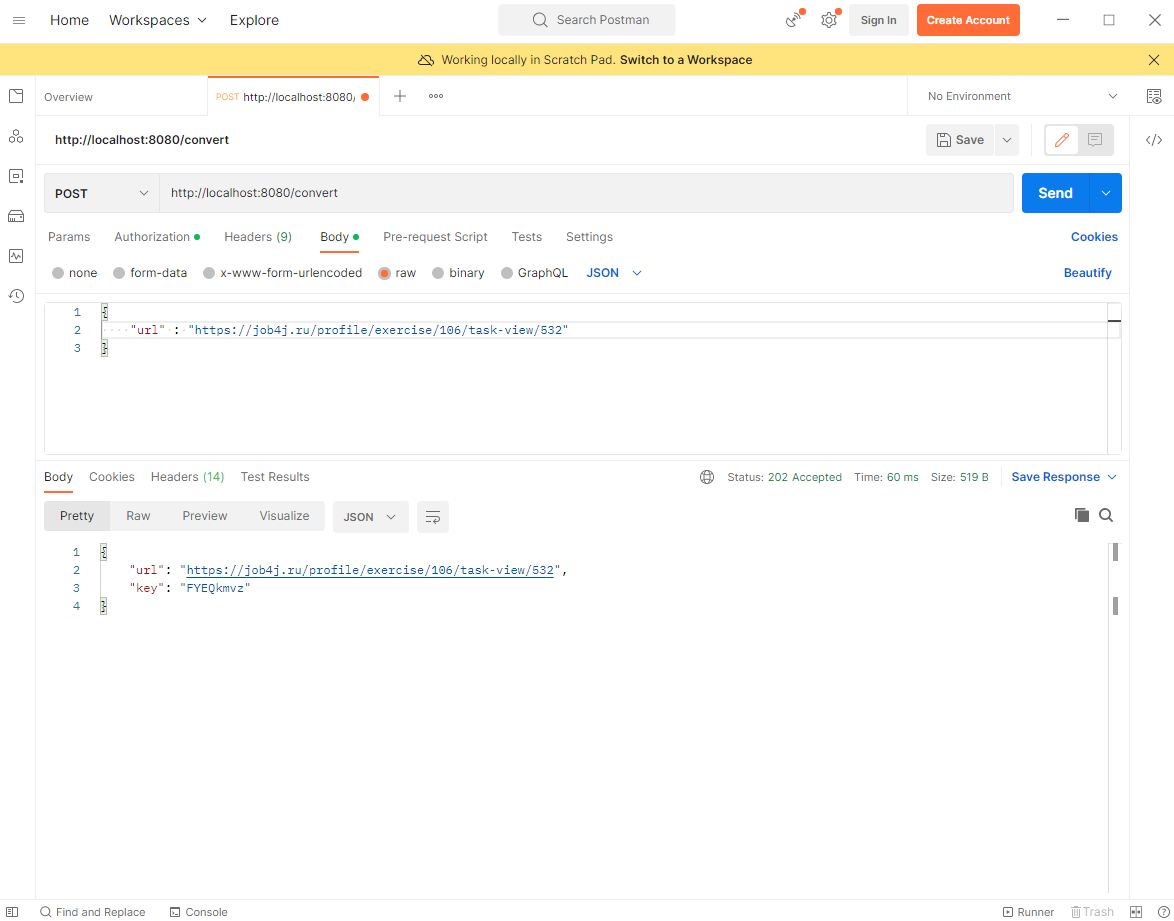 Home Workspaces Explore Search Postman Sign In Create Account
Working locally in Scratch Pad. Switch to a Workspace
Overview POST http://localhost:8080/ No Environment
http://localhost:8080/convert Save
POST http://localhost:8080/convert Send
Params Authorization Headers (9) Body Pre-request Script Tests Settings Cookies
none form-data x-www-form-urlencoded raw binary GraphQL JSON Beautify
1 {
2 "url" : "https://job4j.ru/profile/exercise/106/task-view/532"
3 }
Body Cookies Headers (14) Test Results Status: 202 Accepted Time: 60 ms Size: 519 B Save Response
Pretty Raw Preview Visualize JSON
1 {
2 "url": "https://job4j.ru/profile/exercise/106/task-view/532",
3 "key": "FYEQkmvz"
4 }
Find and Replace Console Runner Trash